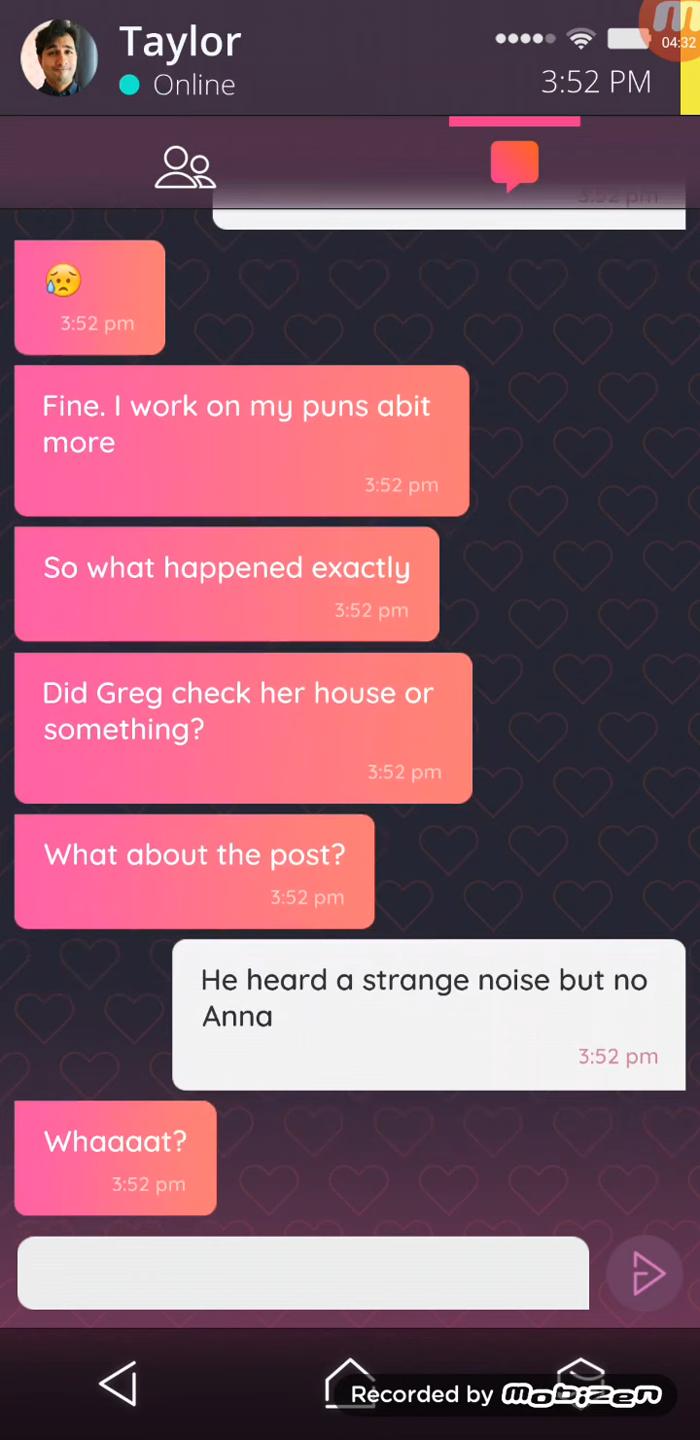 Taylor
04:32
Online
3:52 PM
3:52 pm
3:52 pm
Fine. I work on my puns abit
more
3:52 pm
So what happened exactly
3:52 pm
Did Greg check her house or
something?
3:52 pm
What about the post?
3:52 pm
He heard a strange noise but no
Anna
3:52 pm
Whaaaat?
3:52 pm
Recorded by mobizen